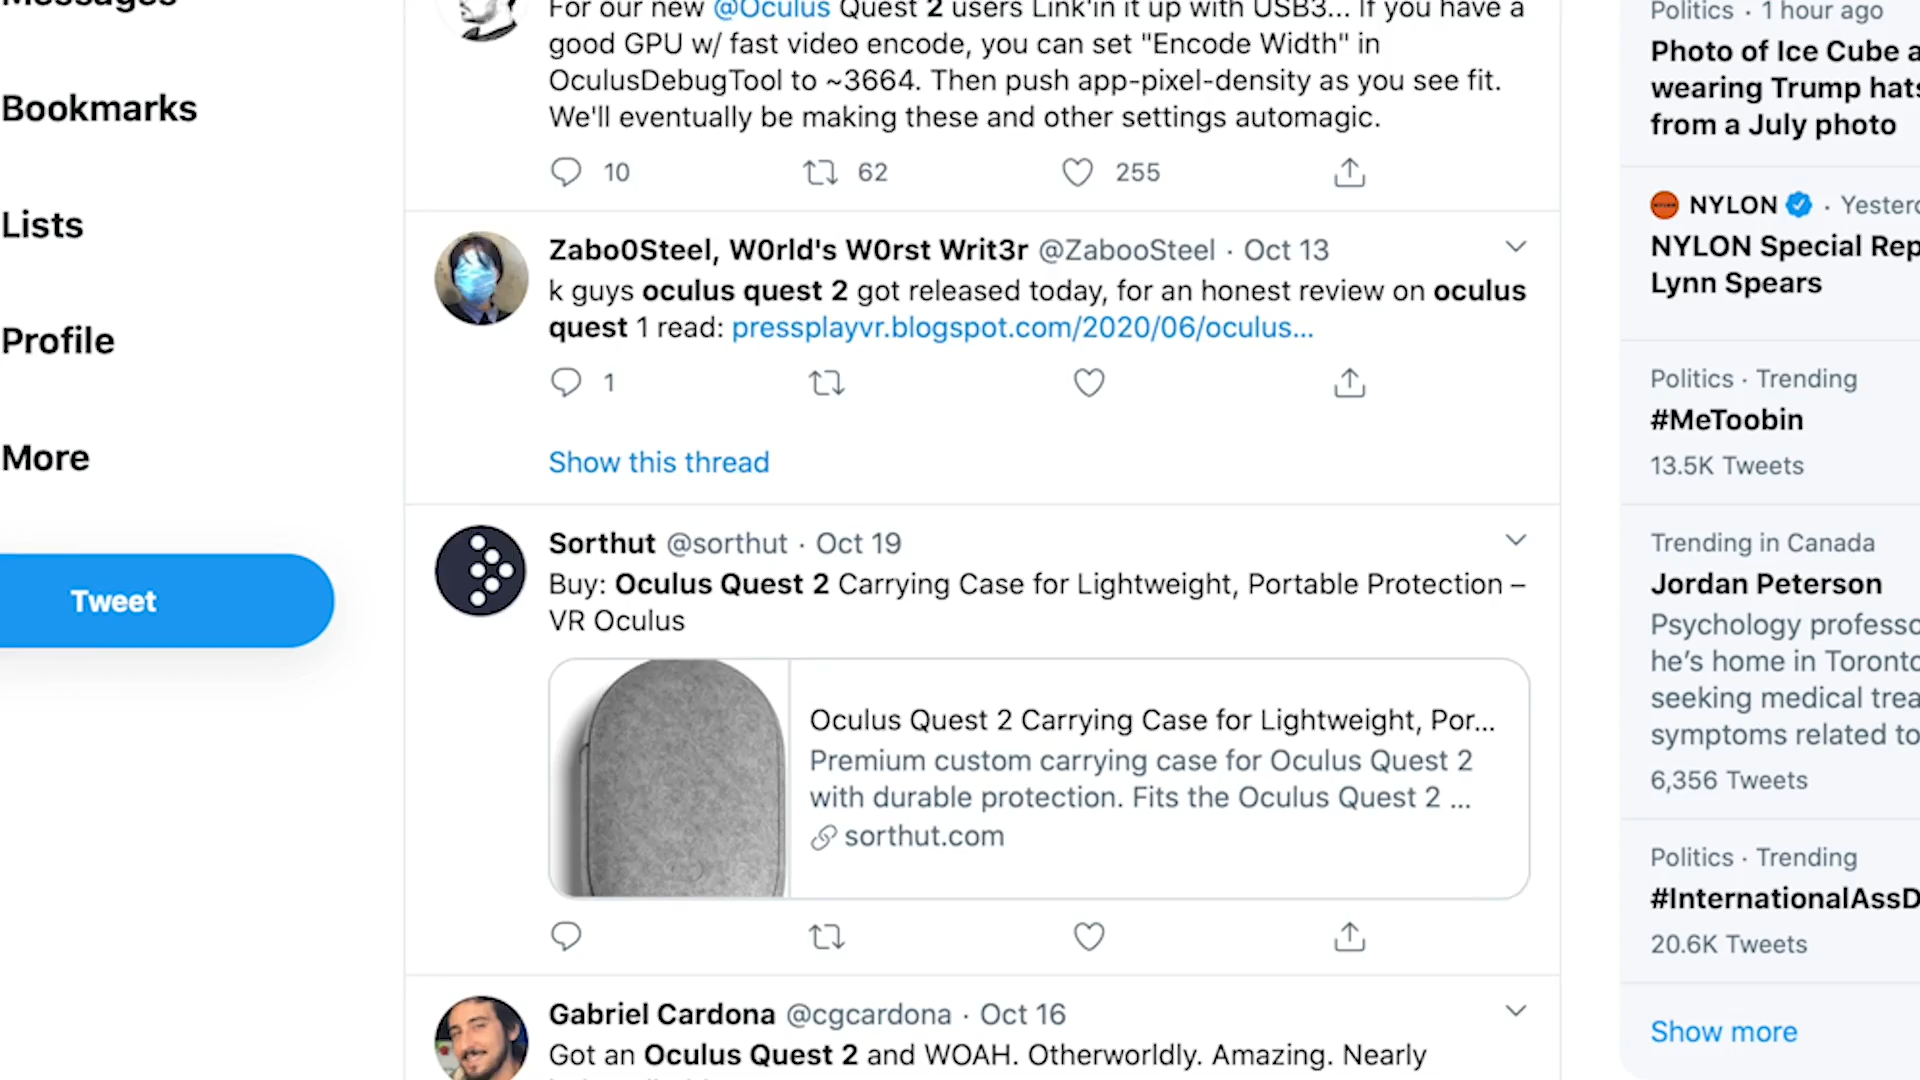 Messages
Bookmarks
Lists
Profile
More
Tweet
For our new @Oculus Quest 2 users Link'in it up with USB3... If you have a
good GPU w/ fast video encode, you can set "Encode Width" in
OculusDebugTool to ~3664. Then push app-pixel-density as you see fit.
We'll eventually be making these and other settings automagic.
10 62 255
Zabo0Steel, W0rld's W0rst Writ3r @ZabooSteel · Oct 13
k guys oculus quest 2 got released today, for an honest review on oculus
quest 1 read: pressplayvr.blogspot.com/2020/06/oculus...
1
Show this thread
Sorthut @sorthut · Oct 19
Buy: Oculus Quest 2 Carrying Case for Lightweight, Portable Protection –
VR Oculus
Oculus Quest 2 Carrying Case for Lightweight, Por...
Premium custom carrying case for Oculus Quest 2
with durable protection. Fits the Oculus Quest 2 ...
sorthut.com
Gabriel Cardona @cgcardona · Oct 16
Got an Oculus Quest 2 and WOAH. Otherworldly. Amazing. Nearly
Politics · 1 hour ago
Photo of Ice Cube a
wearing Trump hats
from a July photo
NYLON · Yesterd
NYLON Special Rep
Lynn Spears
Politics · Trending
#MeToobin
13.5K Tweets
Trending in Canada
Jordan Peterson
Psychology professo
he's home in Toronto
seeking medical trea
symptoms related to
6,356 Tweets
Politics · Trending
#InternationalAssD
20.6K Tweets
Show more